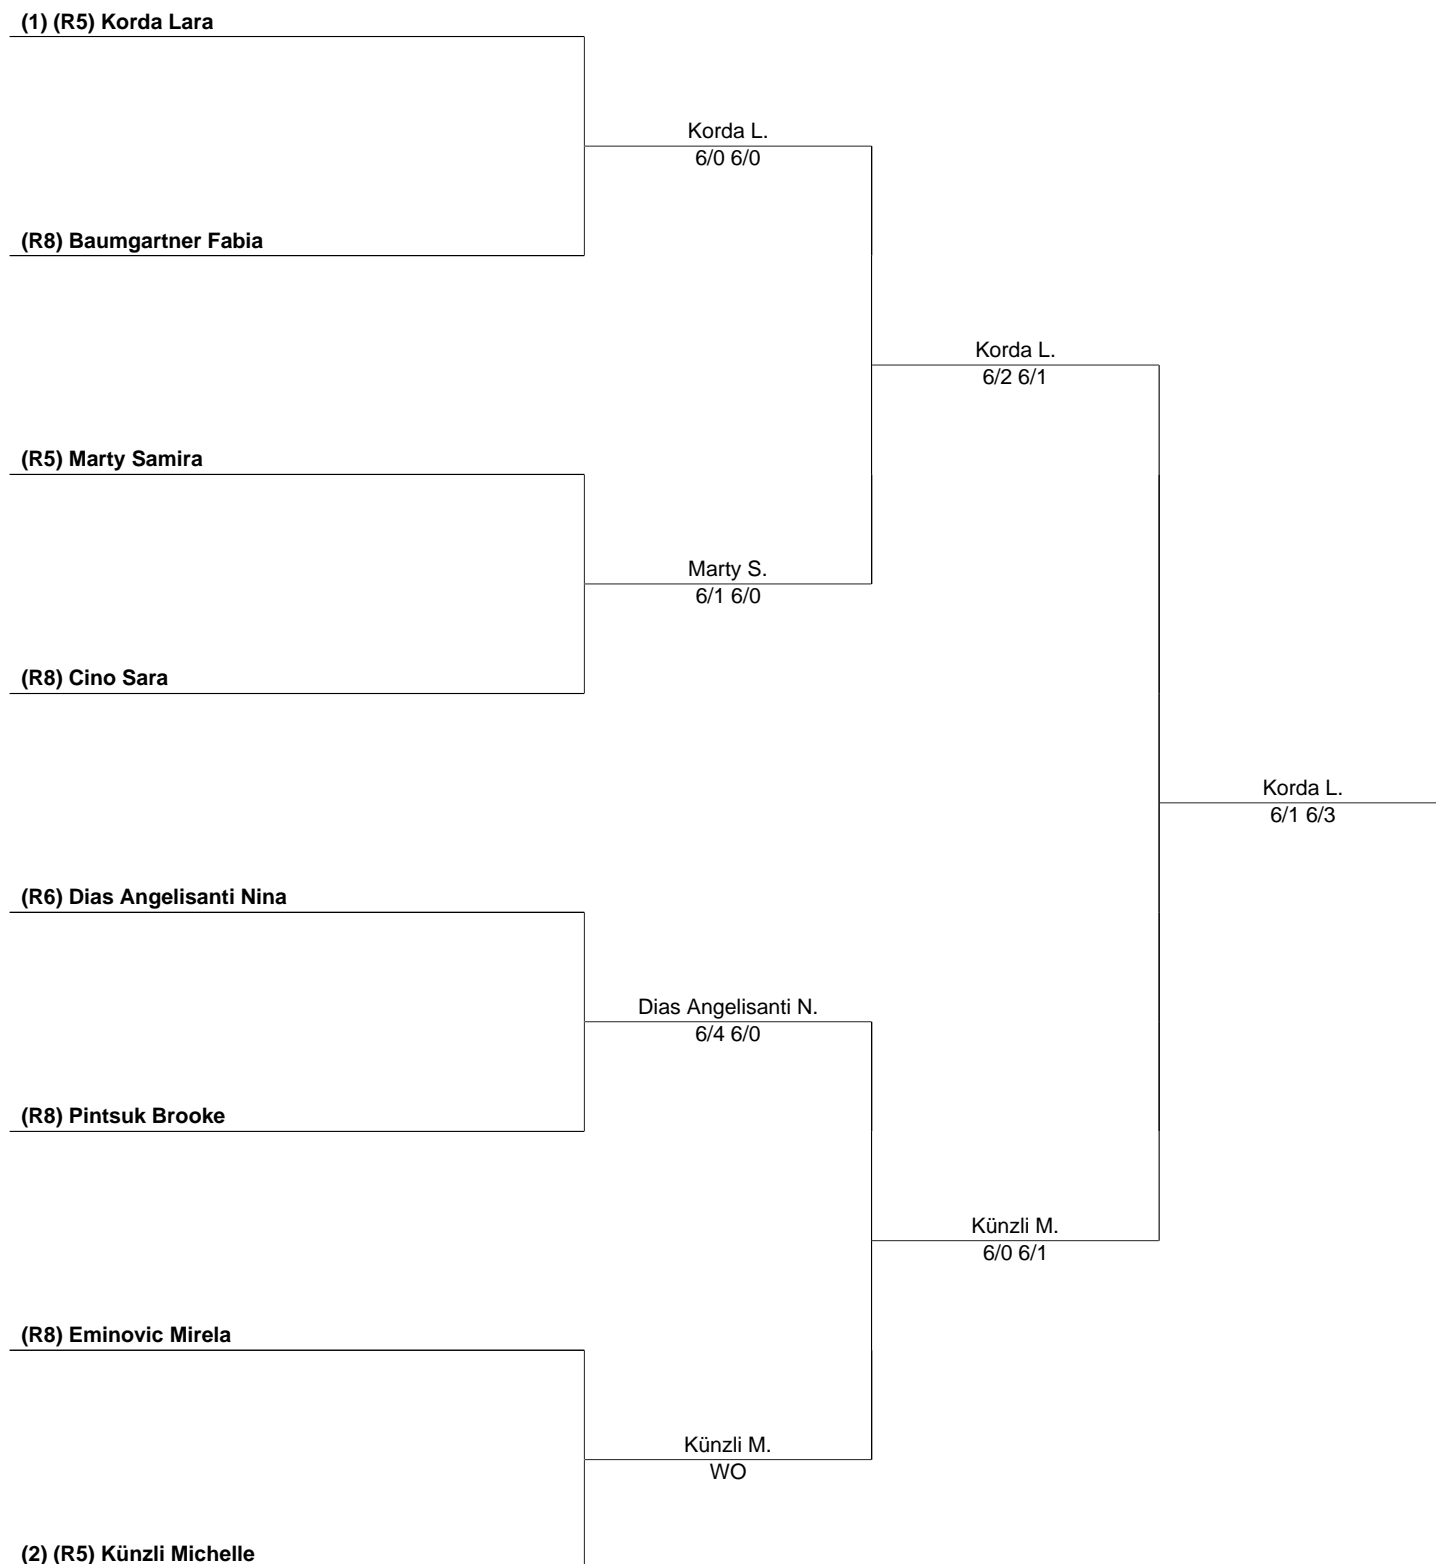 (1) (R5) Korda Lara
Korda L.
6/0 6/0
(R8) Baumgartner Fabia
Korda L.
6/2 6/1
(R5) Marty Samira
Marty S.
6/1 6/0
(R8) Cino Sara
Korda L.
6/1 6/3
(R6) Dias Angelisanti Nina
Dias Angelisanti N.
6/4 6/0
(R8) Pintsuk Brooke
Künzli M.
6/0 6/1
(R8) Eminovic Mirela
Künzli M.
WO
(2) (R5) Künzli Michelle